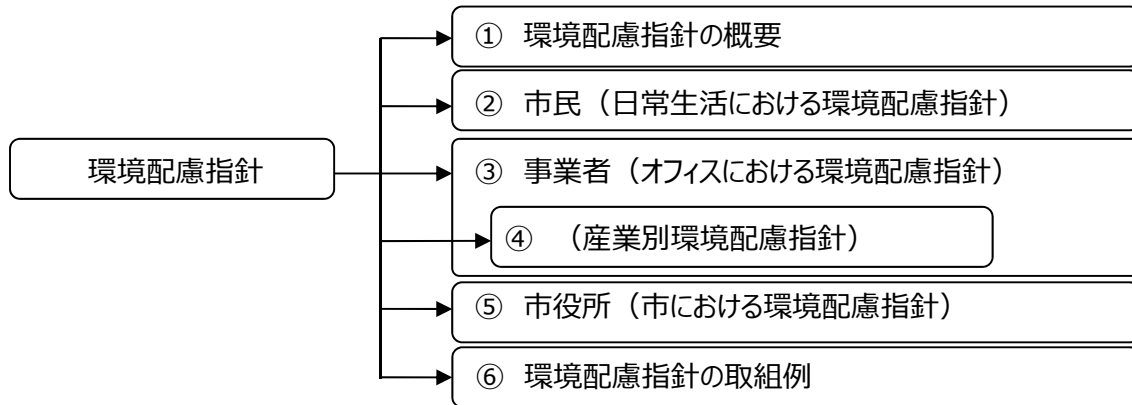 ① 環境配慮指針の概要
② 市民（日常生活における環境配慮指針）
環境配慮指針
③ 事業者（オフィスにおける環境配慮指針）
④ （産業別環境配慮指針）
⑤ 市役所（市における環境配慮指針）
⑥ 環境配慮指針の取組例